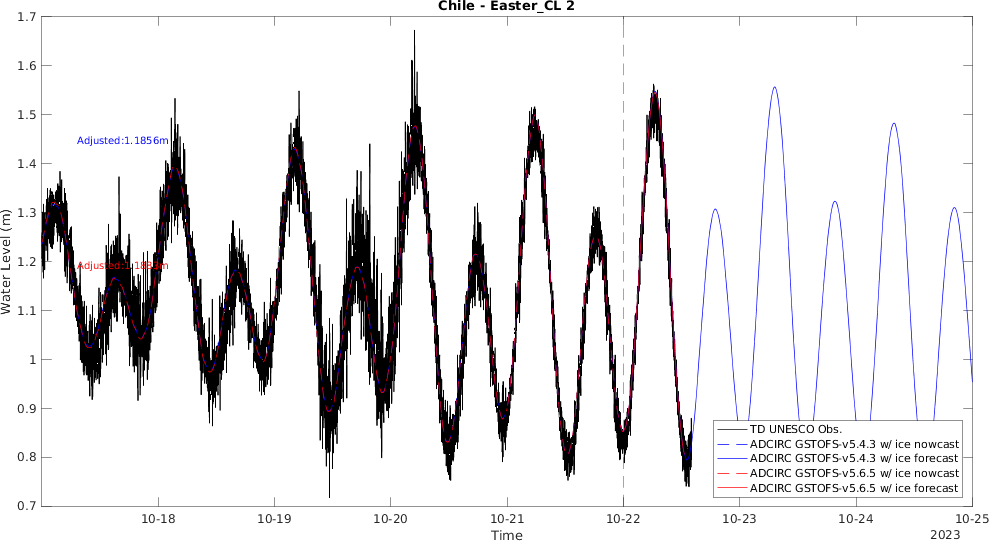 Chile - Easter_CL 2
1.7
1.6
1.5
1.4
1.3
1.2
1.1
1
0.9
0.8
0.7
Water Level (m)
Adjusted:1.1856m
TD UNESCO Obs.
ADCIRC GSTOFS-v5.4.3 w/ ice nowcast
ADCIRC GSTOFS-v5.4.3 w/ ice forecast
ADCIRC GSTOFS-v5.6.5 w/ ice nowcast
ADCIRC GSTOFS-v5.6.5 w/ ice forecast
10-18
10-19
10-20
10-21
10-22
10-23
10-24
10-25
Time
2023